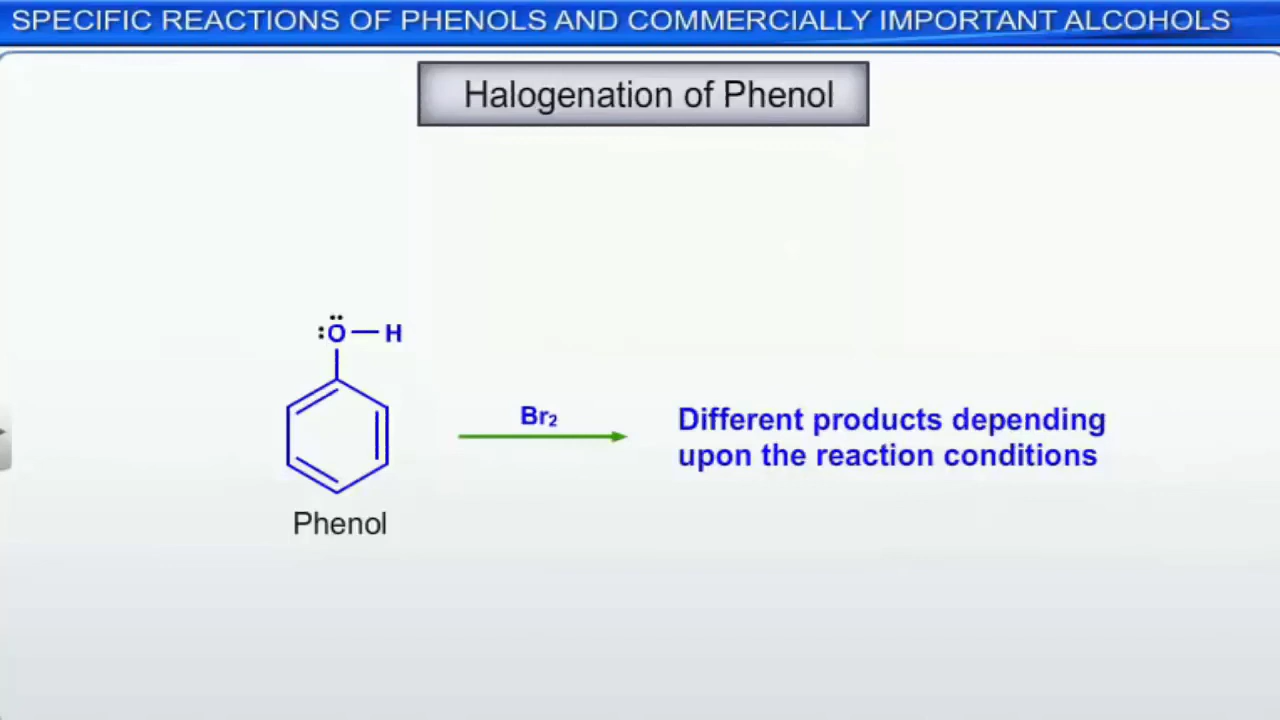 SPECIFIC REACTIONS OF PHENOLS AND COMMERCIALLY IMPORTANT ALCOHOLS
Halogenation of Phenol
:Ö — H
Br₂
Different products depending
upon the reaction conditions
Phenol